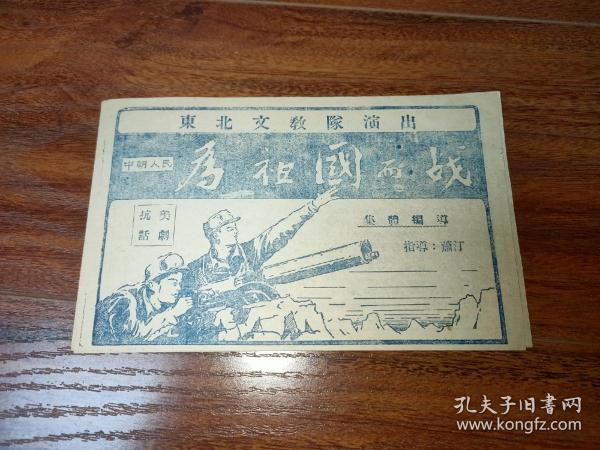 東北文教隊演出
中朝人民
為祖國而战
抗美
話劇
集體編導
指導：蕭汀
孔夫子旧书网
www.kongfz.com